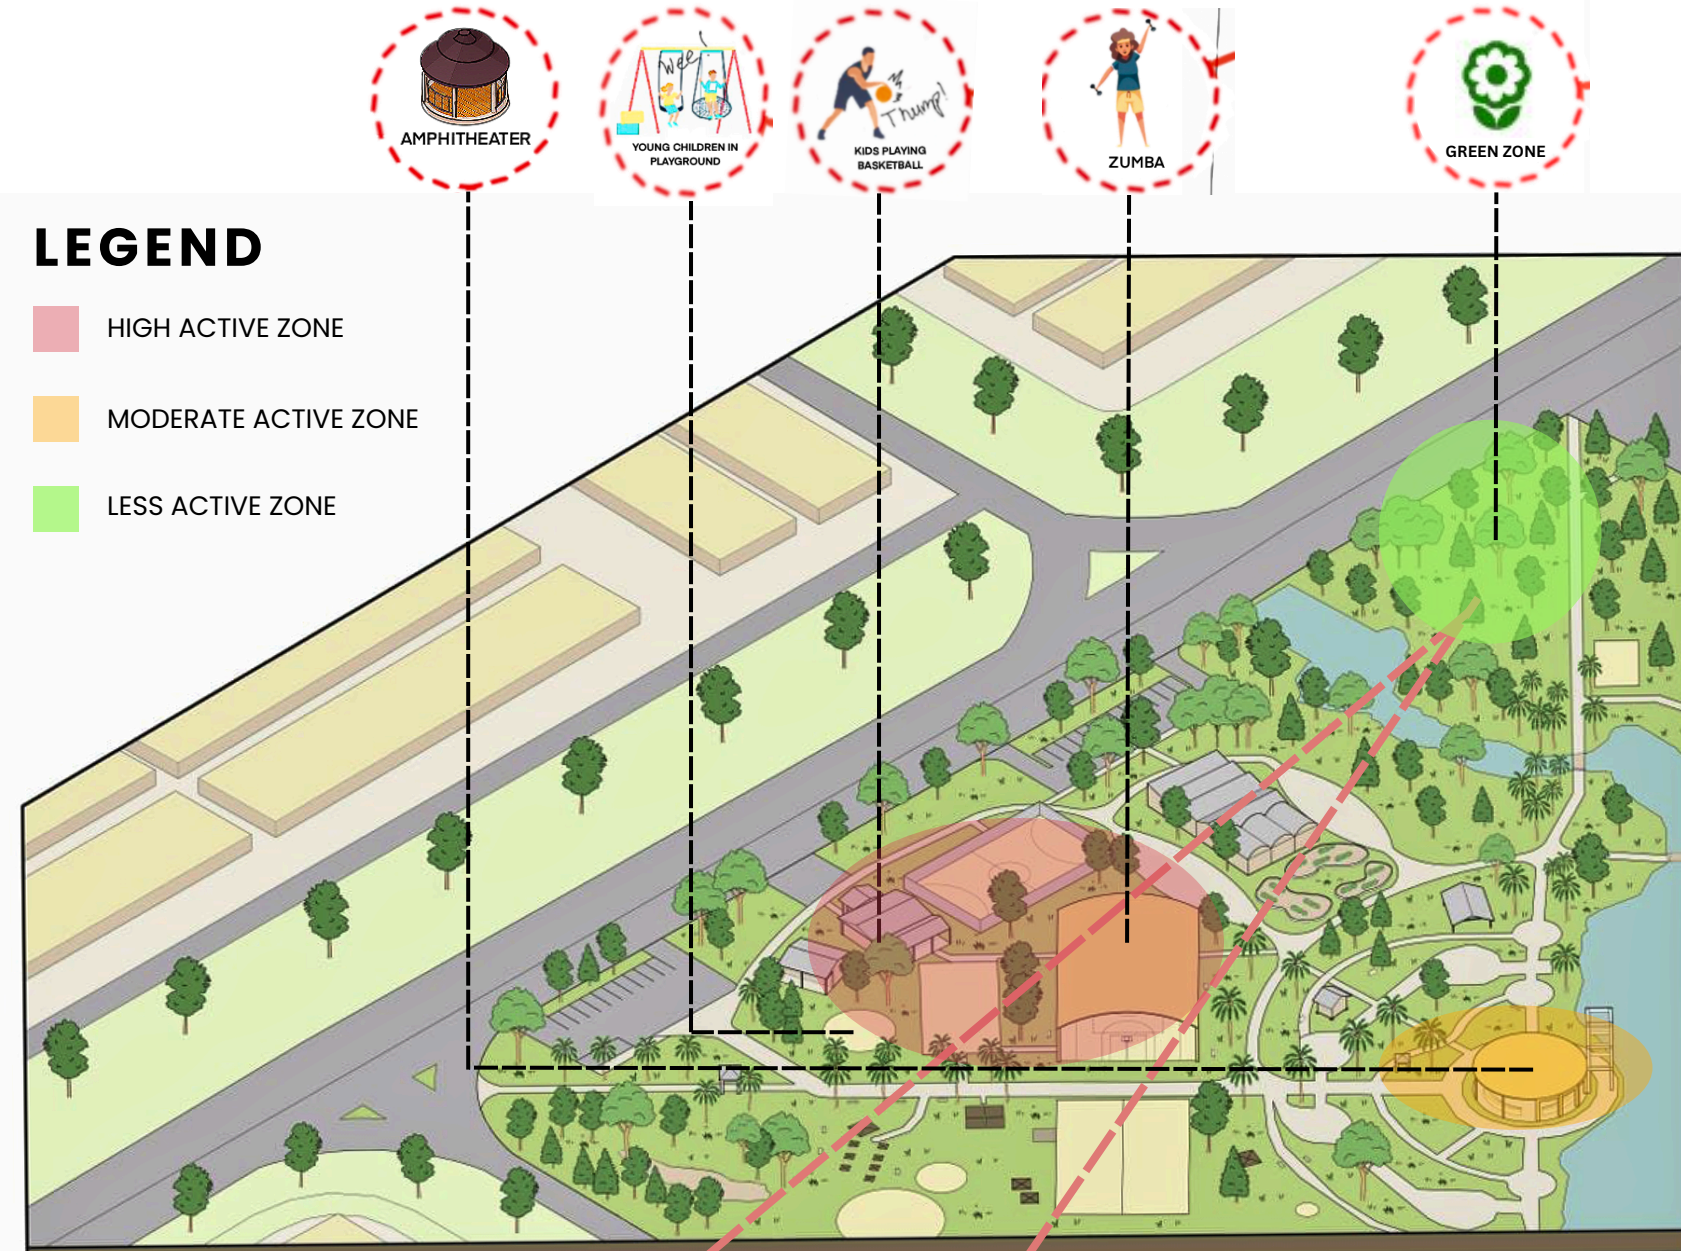 AMPHITHEATER
Wee!
YOUNG CHILDREN IN
PLAYGROUND
Thump!
KIDS PLAYING
BASKETBALL
ZUMBA
GREEN ZONE
LEGEND
HIGH ACTIVE ZONE
MODERATE ACTIVE ZONE
LESS ACTIVE ZONE